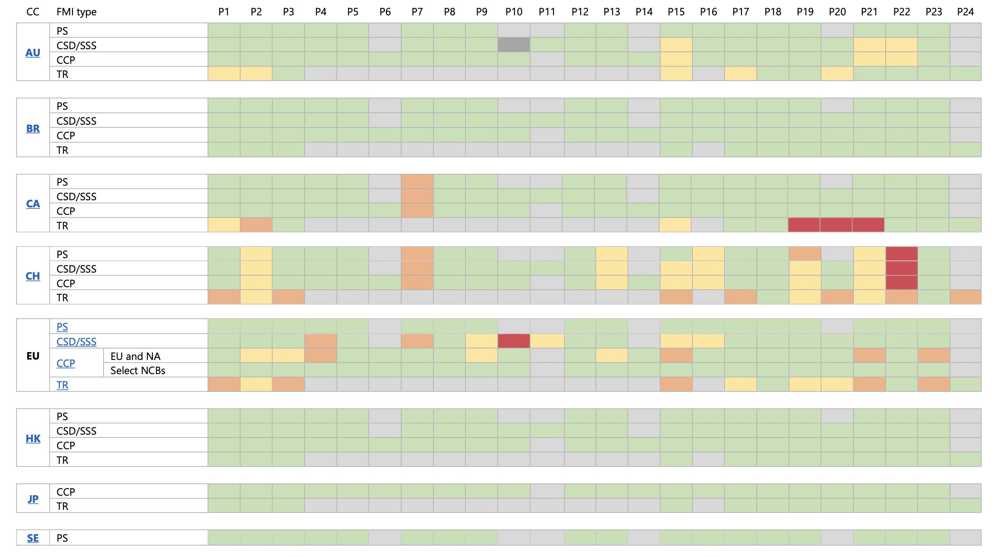 CC FMI type P1 P2 P3 P4 P5 P6 P7 P8 P9 P10 P11 P12 P13 P14 P15 P16 P17 P18 P19 P20 P21 P22 P23 P24
AU
PS
CSD/SSS
CCP
TR
BR
PS
CSD/SSS
CCP
TR
CA
PS
CSD/SSS
CCP
TR
CH
PS
CSD/SSS
CCP
TR
EU
PS
CSD/SSS
CCP
EU and NA
Select NCBs
TR
HK
PS
CSD/SSS
CCP
TR
JP
CCP
TR
SE PS